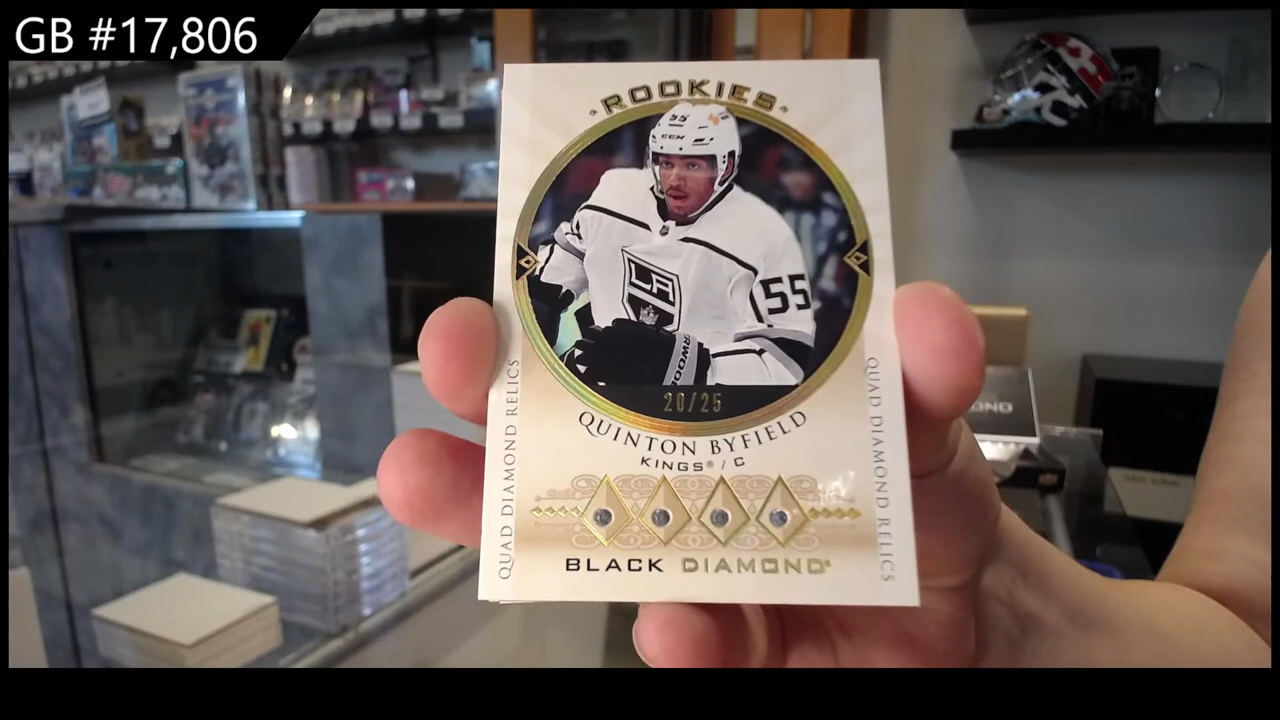 GB #17,806
·ROOKIES·
55
CCM
LA
55
20/25
QUINTON BYFIELD
KINGS® / C
QUAD DIAMOND RELICS
QUAD DIAMOND RELICS
BLACK DIAMOND®